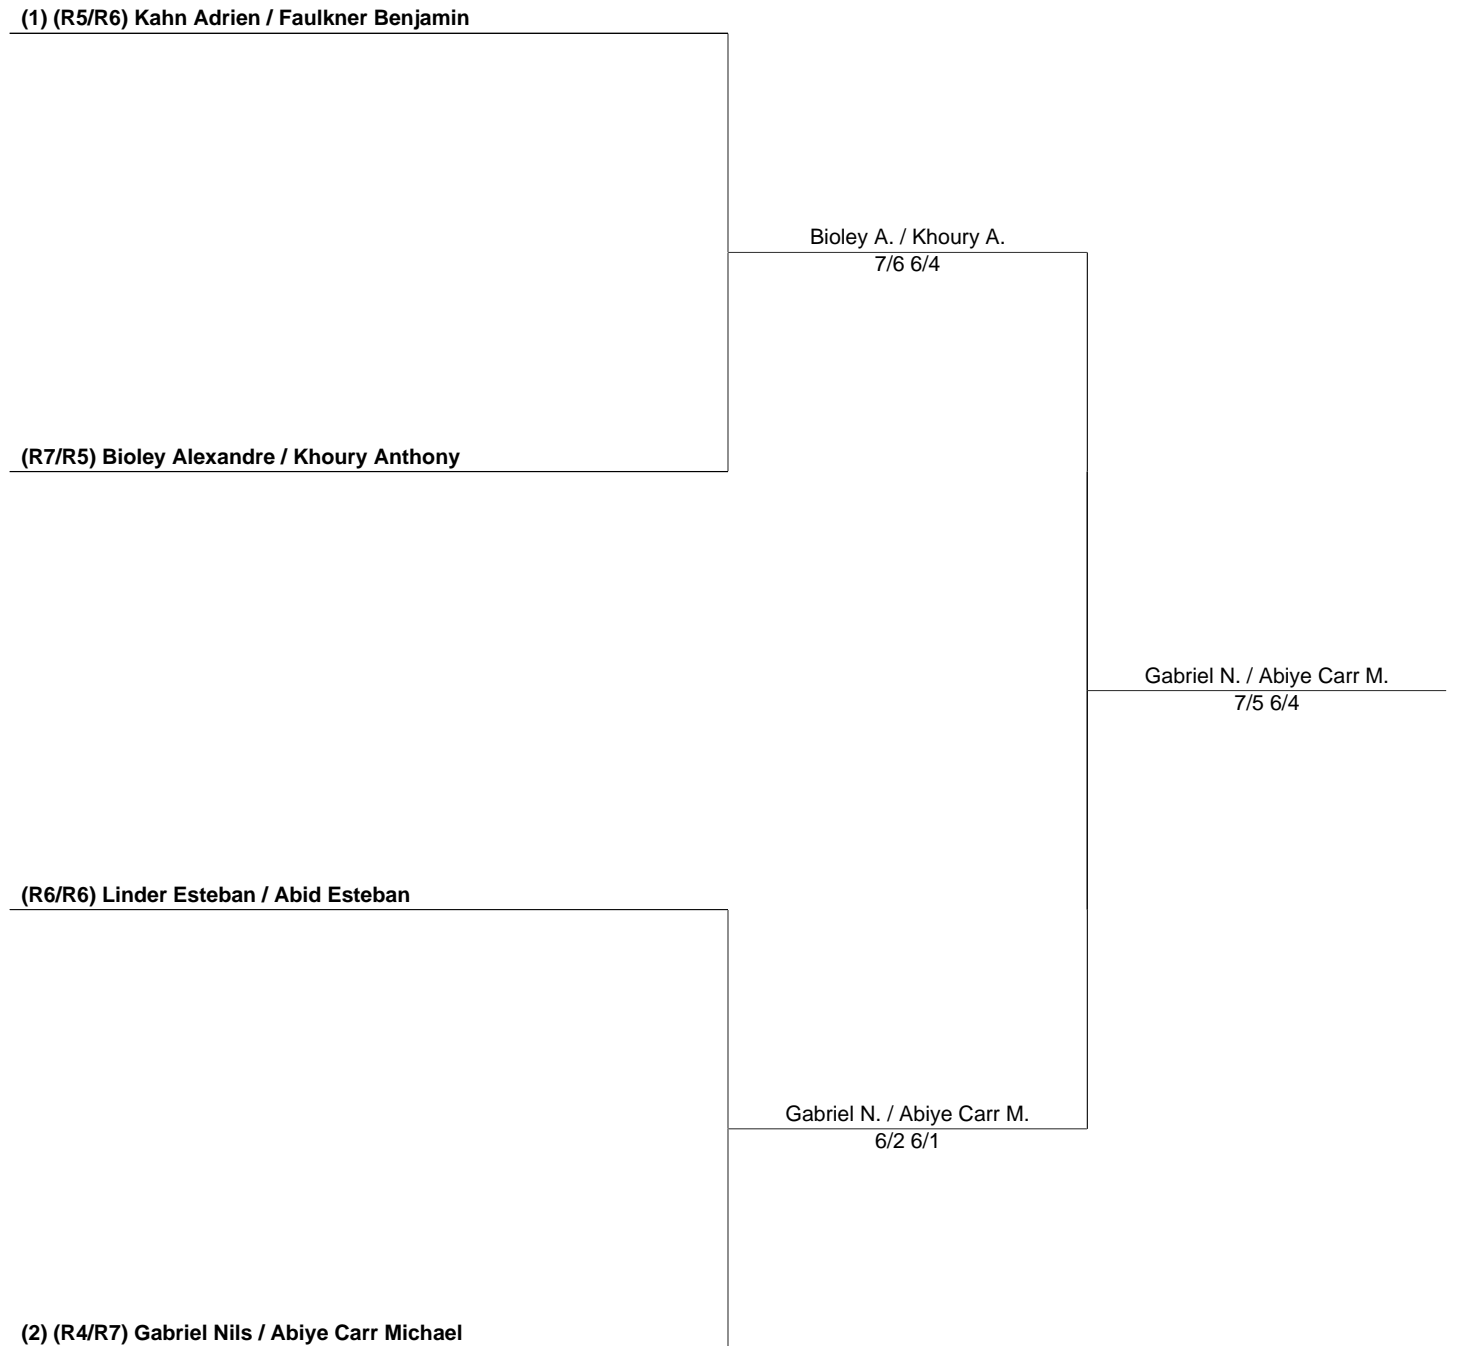 (1) (R5/R6) Kahn Adrien / Faulkner Benjamin
Bioley A. / Khoury A.
7/6 6/4
(R7/R5) Bioley Alexandre / Khoury Anthony
Gabriel N. / Abiye Carr M.
7/5 6/4
(R6/R6) Linder Esteban / Abid Esteban
Gabriel N. / Abiye Carr M.
6/2 6/1
(2) (R4/R7) Gabriel Nils / Abiye Carr Michael